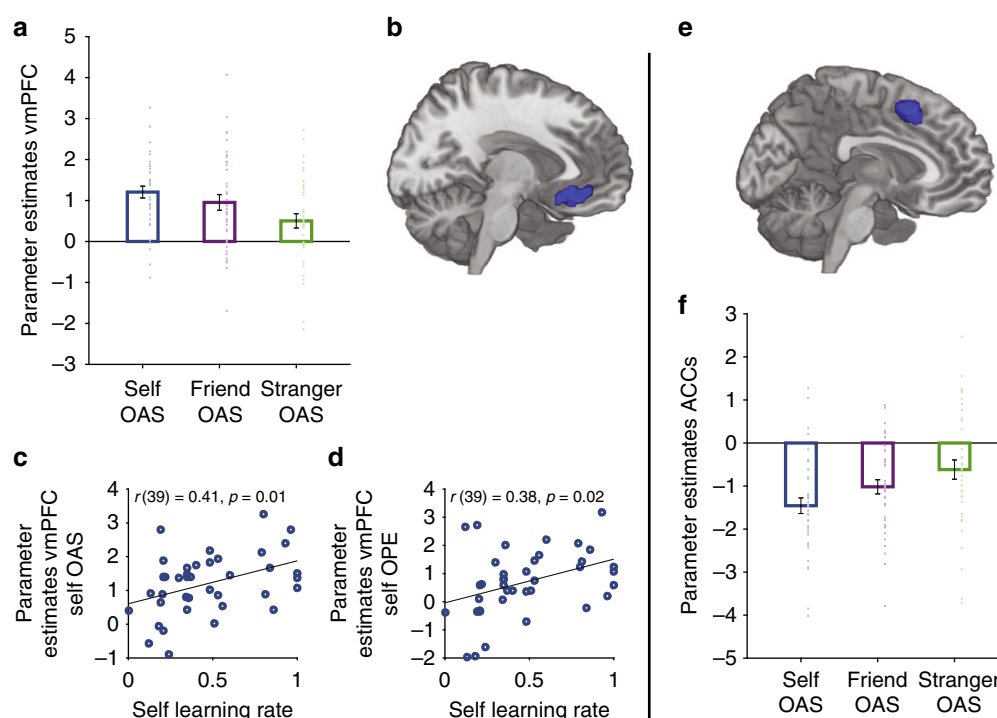 a
Parameter estimates vmPFC
5
4
3
2
1
0
–1
–2
–3
Self OAS
Friend OAS
Stranger OAS
b
c
Parameter
estimates vmPFC
self OAS
r(39) = 0.41, p = 0.01
4
3
2
1
0
–1
0
0.5
1
Self learning rate
d
Parameter
estimates vmPFC
self OPE
r(39) = 0.38, p = 0.02
4
3
2
1
0
–1
–2
0
0.5
1
Self learning rate
e
f
Parameter estimates ACCs
3
2
1
0
–1
–2
–3
–4
–5
Self OAS
Friend OAS
Stranger OAS